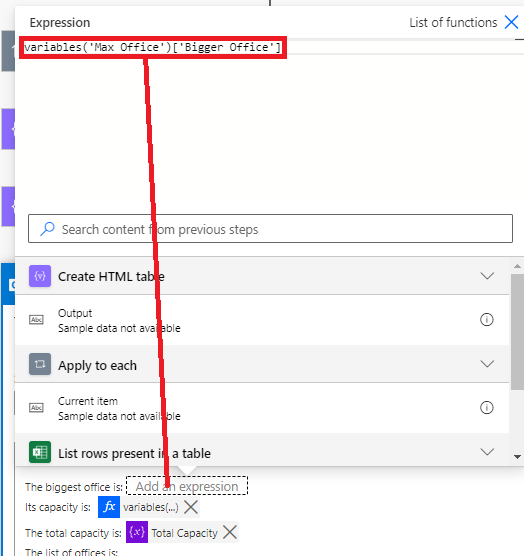 Expression
List of functions
variables('Max Office')['Bigger Office']
Search content from previous steps
{v}
Create HTML table
Abc
Output
Sample data not available
Apply to each
Abc
Current item
Sample data not available
List rows present in a table
The biggest office is: Add an expression
Its capacity is: fx variables(...)
The total capacity is: {x} Total Capacity
The list of offices is: